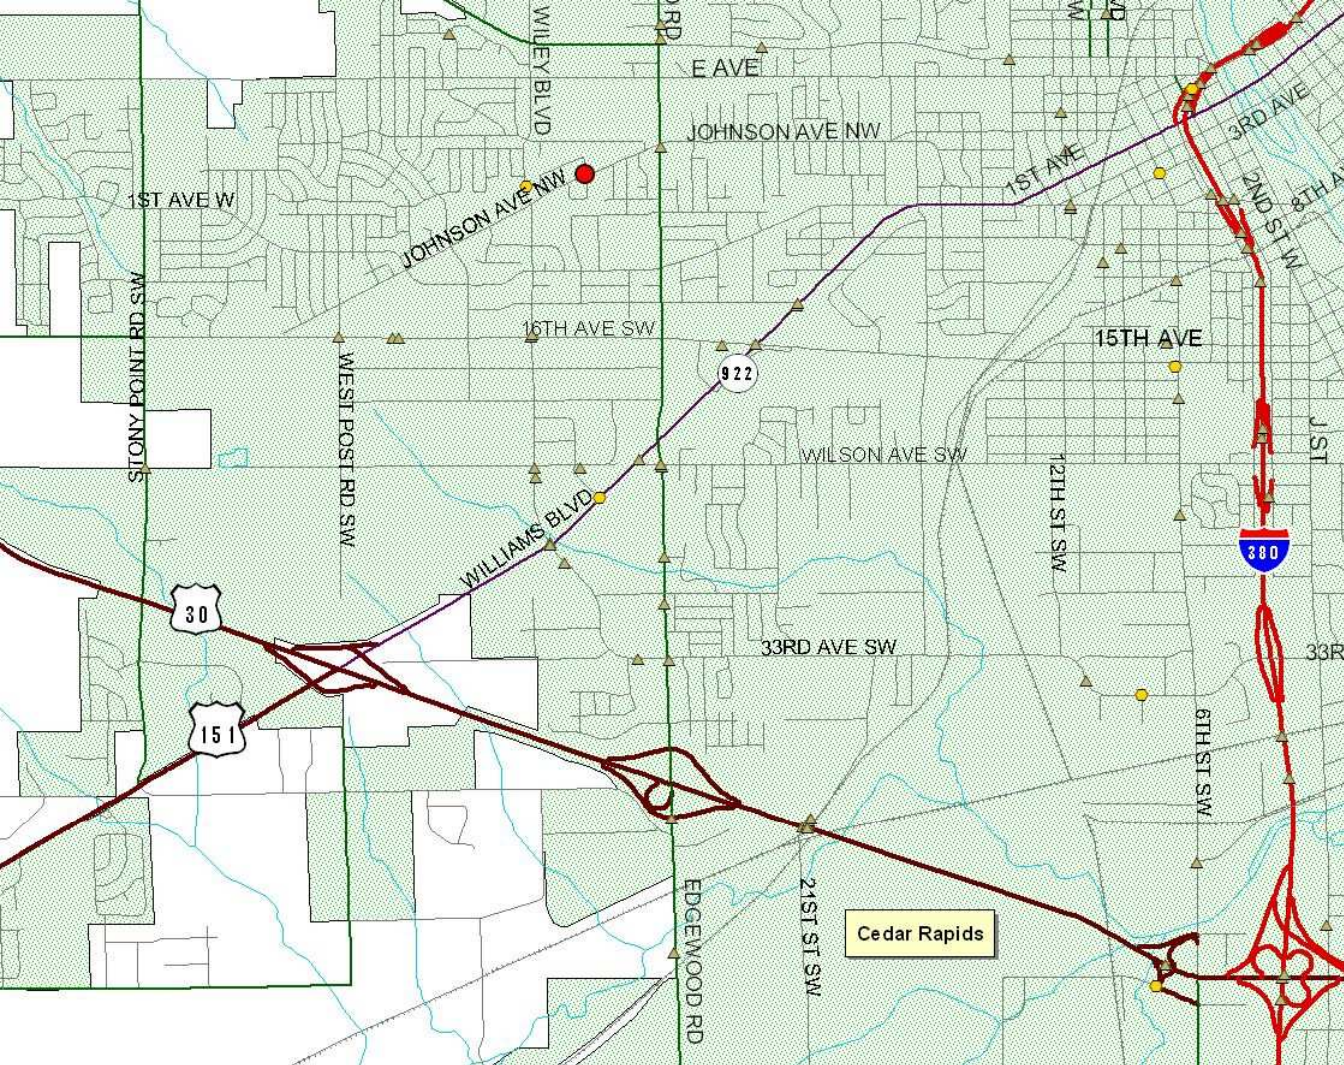 WILEY BLVD
E AVE
JOHNSON AVE NW
3RD AVE
1ST AVE
1ST AVE W
JOHNSON AVE NW
2ND ST W
8TH A
STONY POINT RD SW
16TH AVE SW
15TH AVE
922
WEST POST RD SW
J ST
WILSON AVE SW
12TH ST SW
WILLIAMS BLVD
380
30
33RD AVE SW
33R
151
6TH ST SW
EDGEWOOD RD
21ST ST SW
Cedar Rapids